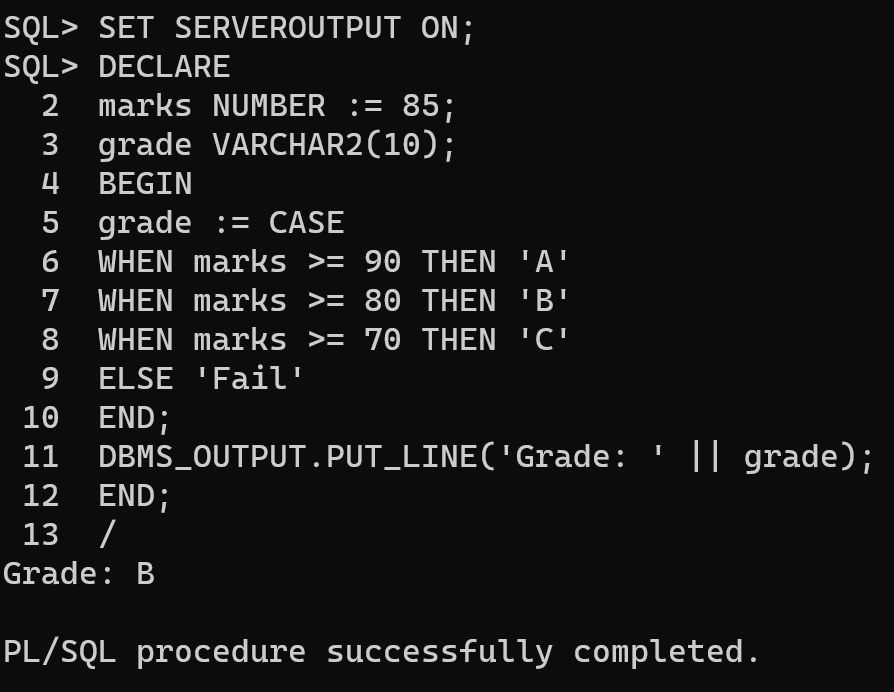 SQL> SET SERVEROUTPUT ON;
SQL> DECLARE
  2  marks NUMBER := 85;
  3  grade VARCHAR2(10);
  4  BEGIN
  5  grade := CASE
  6  WHEN marks >= 90 THEN 'A'
  7  WHEN marks >= 80 THEN 'B'
  8  WHEN marks >= 70 THEN 'C'
  9  ELSE 'Fail'
 10  END;
 11  DBMS_OUTPUT.PUT_LINE('Grade: ' || grade);
 12  END;
 13  /
Grade: B

PL/SQL procedure successfully completed.